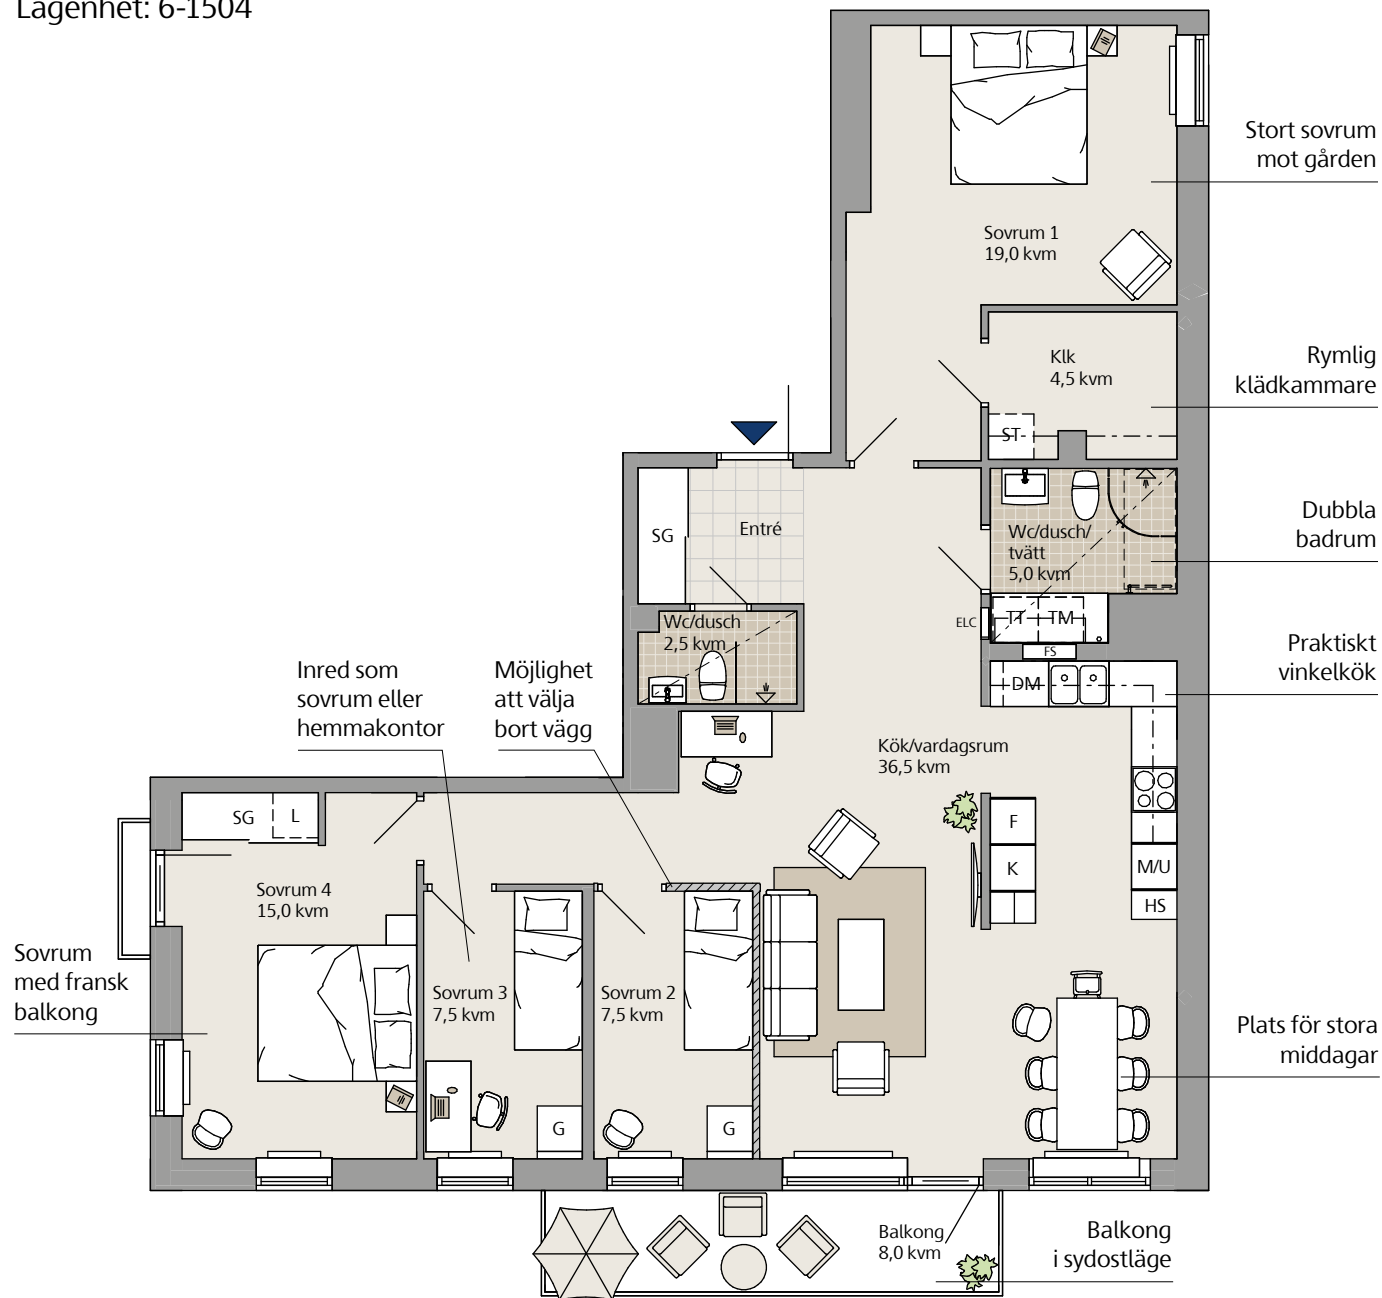 Lägenhet: 6-1504
Stort sovrum
mot gården
Sovrum 1
19,0 kvm
Rymlig
klädkammare
Klk
4,5 kvm
ST
Dubbla
badrum
SG
Entré
Wc/dusch/
tvätt
5,0 kvm
Wc/dusch
2,5 kvm
ELC
TT
TM
FS
Praktiskt
vinkelkök
DM
Inred som
sovrum eller
hemmakontor
Möjlighet
att välja
bort vägg
Kök/vardagsrum
36,5 kvm
SG
L
F
K
M/U
HS
Sovrum 4
15,0 kvm
Sovrum
med fransk
balkong
Sovrum 3
7,5 kvm
Sovrum 2
7,5 kvm
Plats för stora
middagar
G
G
Balkong
8,0 kvm
Balkong
i sydostläge